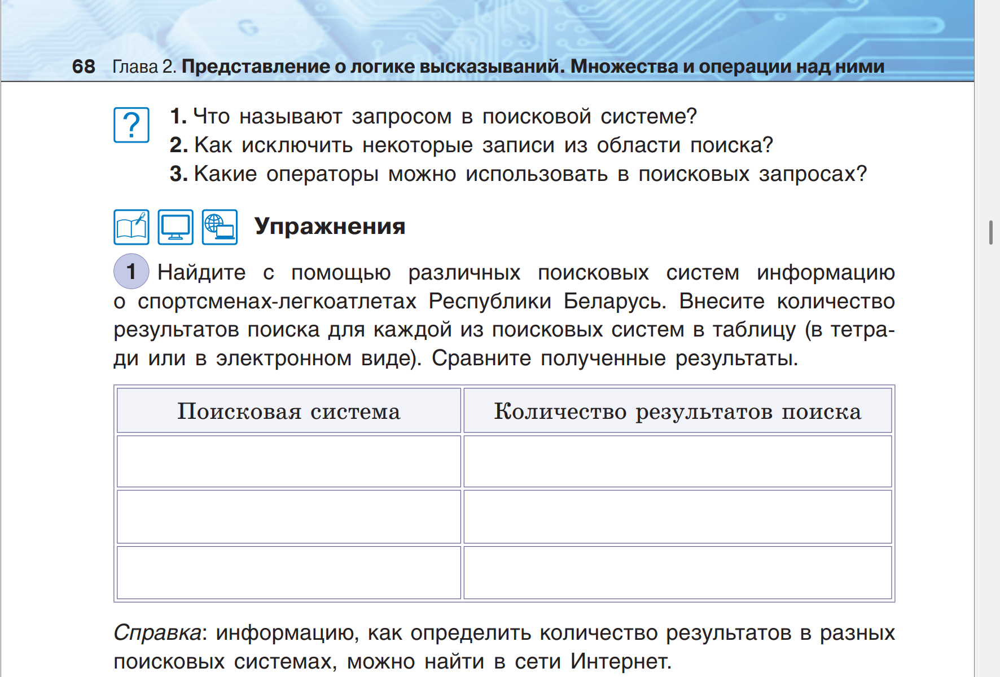 68 Глава 2. Представление о логике высказываний. Множества и операции над ними
?
1. Что называют запросом в поисковой системе?
2. Как исключить некоторые записи из области поиска?
3. Какие операторы можно использовать в поисковых запросах?
Упражнения
1 Найдите с помощью различных поисковых систем информацию
о спортсменах-легкоатлетах Республики Беларусь. Внесите количество
результатов поиска для каждой из поисковых систем в таблицу (в тетра-
ди или в электронном виде). Сравните полученные результаты.
Поисковая система Количество результатов поиска
Справка: информацию, как определить количество результатов в разных
поисковых системах, можно найти в сети Интернет.